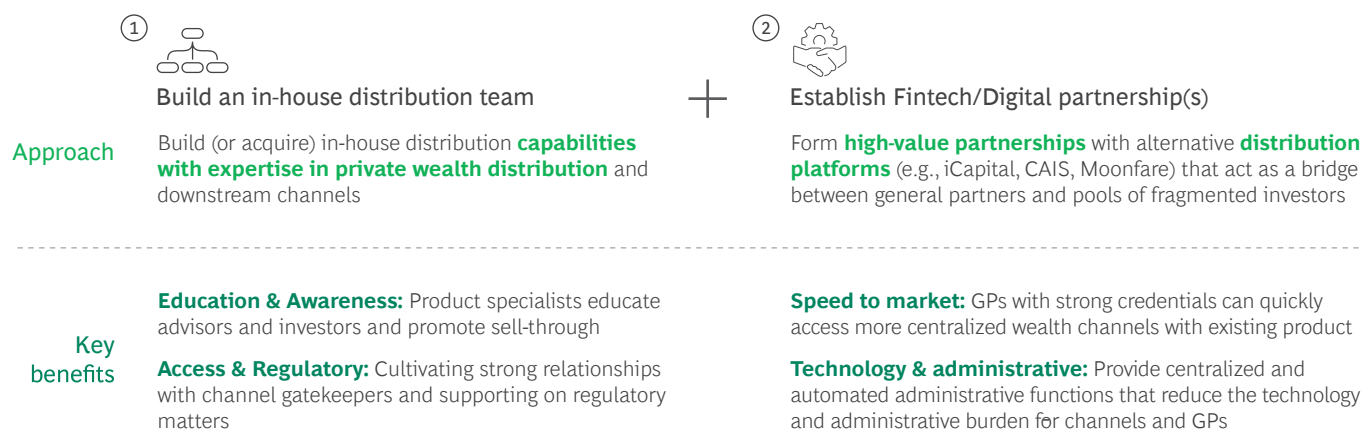 1
Build an in-house distribution team
Approach
Build (or acquire) in-house distribution capabilities
with expertise in private wealth distribution and
downstream channels
+
2
Establish Fintech/Digital partnership(s)
Form high-value partnerships with alternative distribution
platforms (e.g., iCapital, CAIS, Moonfare) that act as a bridge
between general partners and pools of fragmented investors
Key
benefits
Education & Awareness: Product specialists educate
advisors and investors and promote sell-through
Access & Regulatory: Cultivating strong relationships
with channel gatekeepers and supporting on regulatory
matters
Speed to market: GPs with strong credentials can quickly
access more centralized wealth channels with existing product
Technology & administrative: Provide centralized and
automated administrative functions that reduce the technology
and administrative burden for channels and GPs